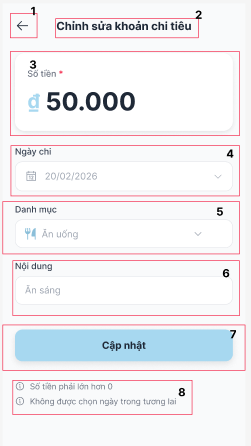 1
2
Chỉnh sửa khoản chi tiêu
3
Số tiền *
₫ 50.000
Ngày chi
4
20/02/2026
Danh mục
5
Ăn uống
Nội dung
6
Ăn sáng
7
Cập nhật
8
Số tiền phải lớn hơn 0
Không được chọn ngày trong tương lai